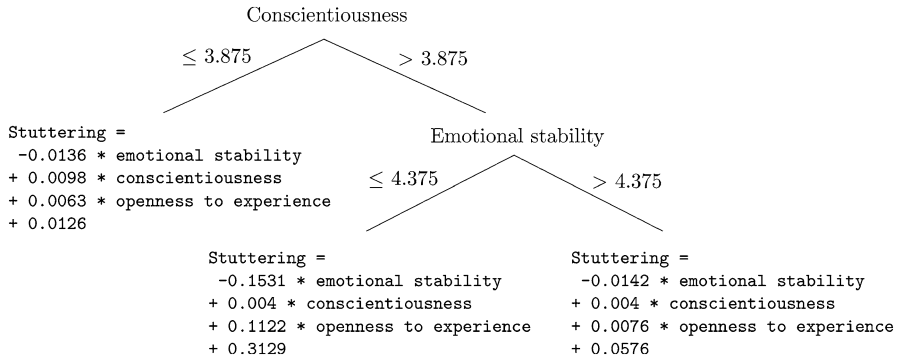 Conscientiousness
≤ 3.875
> 3.875
Stuttering =
-0.0136 * emotional stability
+ 0.0098 * conscientiousness
+ 0.0063 * openness to experience
+ 0.0126
Emotional stability
≤ 4.375
> 4.375
Stuttering =
-0.1531 * emotional stability
+ 0.004 * conscientiousness
+ 0.1122 * openness to experience
+ 0.3129
Stuttering =
-0.0142 * emotional stability
+ 0.004 * conscientiousness
+ 0.0076 * openness to experience
+ 0.0576